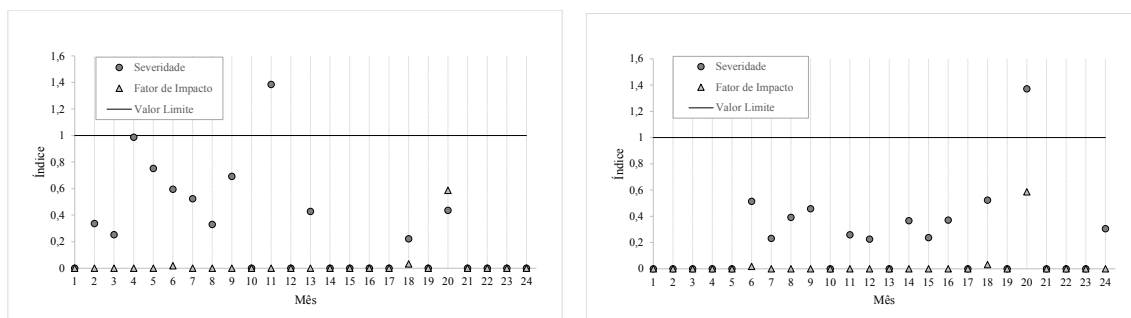 1,6
Severidade
1,4
Fator de Impacto
1,2
Valor Limite
1
Índice
0,8
0,6
0,4
0,2
0
1 2 3 4 5 6 7 8 9 10 11 12 13 14 15 16 17 18 19 20 21 22 23 24
Mês
1,6
Severidade
1,4
Fator de Impacto
1,2
Valor Limite
1
Índice
0,8
0,6
0,4
0,2
0
1 2 3 4 5 6 7 8 9 10 11 12 13 14 15 16 17 18 19 20 21 22 23 24
Mês